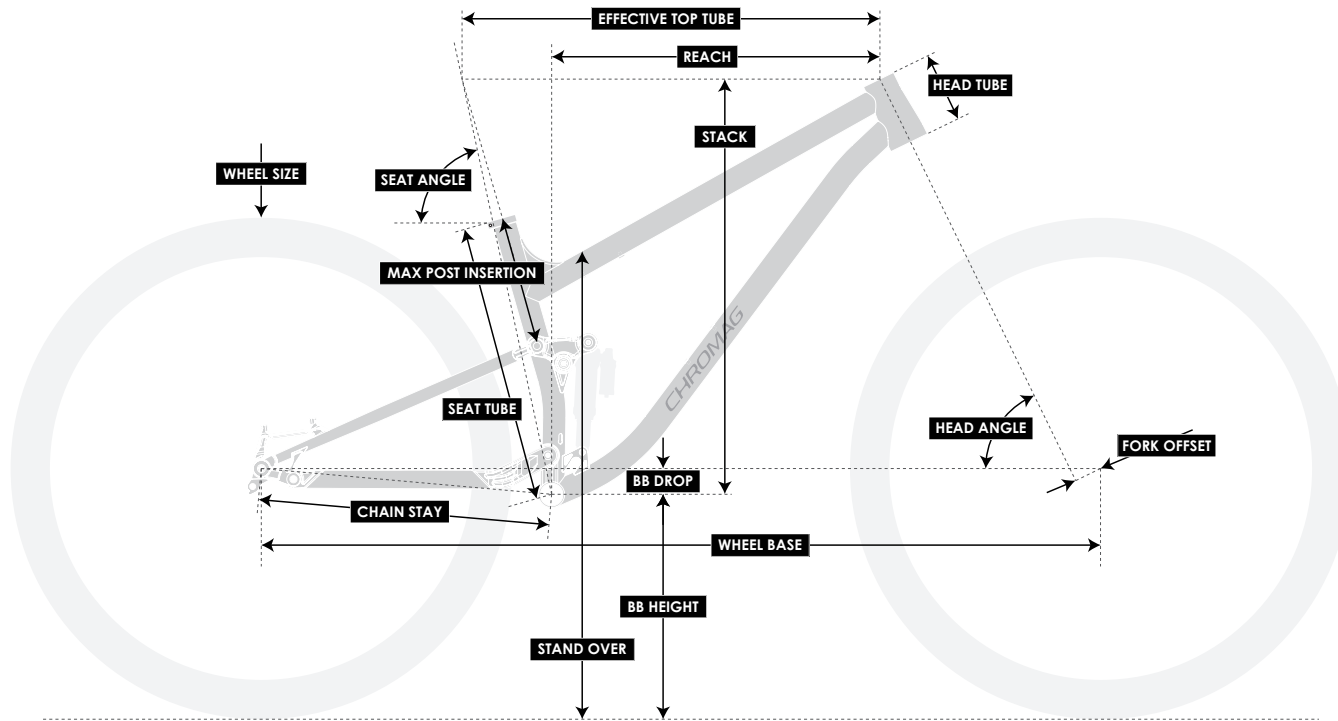 EFFECTIVE TOP TUBE
REACH
HEAD TUBE
STACK
WHEEL SIZE
SEAT ANGLE
MAX POST INSERTION
CHROMAG
SEAT TUBE
HEAD ANGLE
FORK OFFSET
BB DROP
CHAIN STAY
WHEEL BASE
BB HEIGHT
STAND OVER